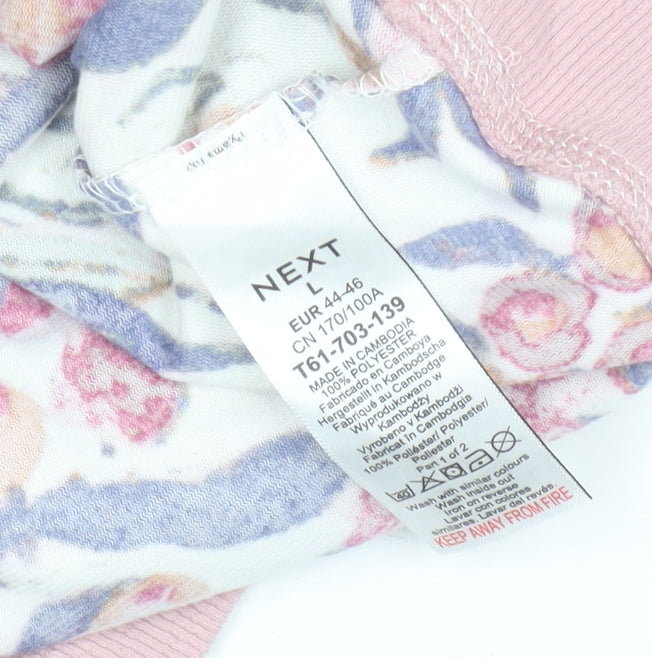 Pyjama Top
NEXT
L
EUR 44-46
CN 170/100A
T61-703-139
MADE IN CAMBODIA
100% POLYESTER
Fabricado en Camboya
Hergestellt in Kambodscha
Fabriqué au Cambodge
Wyprodukowano w
Kambodży
Vyrobeno v Kambodži/
Fabricat in Cambodgia
100% Poliéster/ Polyester/
Poliester
Part 1 of 2
40
Wash with similar colours
Wash inside out
Iron on reverse
Lavar con colores
similares. Lavar del revés.
KEEP AWAY FROM FIRE